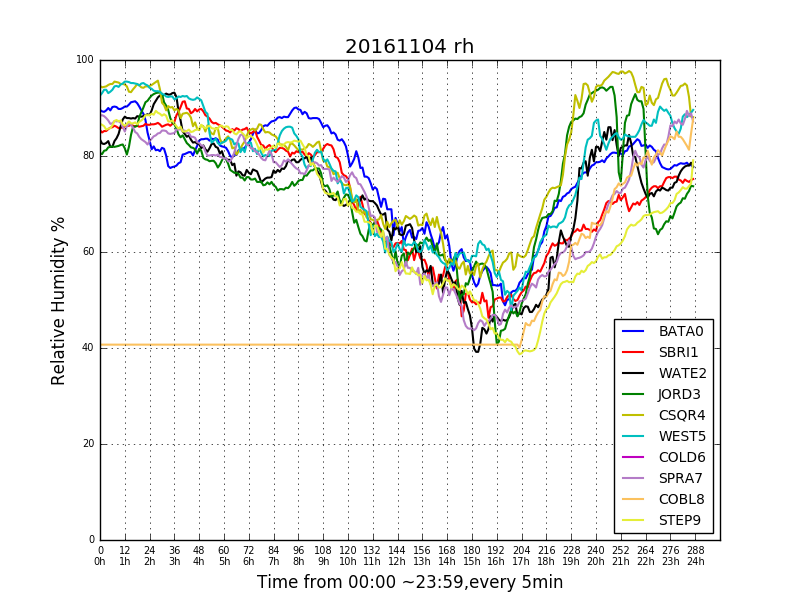 20161104 rh
Relative Humidity %
100
80
60
40
20
0
0 12 24 36 48 60 72 84 96 108 120 132 144 156 168 180 192 204 216 228 240 252 264 276 288
0h 1h 2h 3h 4h 5h 6h 7h 8h 9h 10h 11h 12h 13h 14h 15h 16h 17h 18h 19h 20h 21h 22h 23h 24h
Time from 00:00 ~23:59,every 5min
BATA0
SBRI1
WATE2
JORD3
CSQR4
WEST5
COLD6
SPRA7
COBL8
STEP9